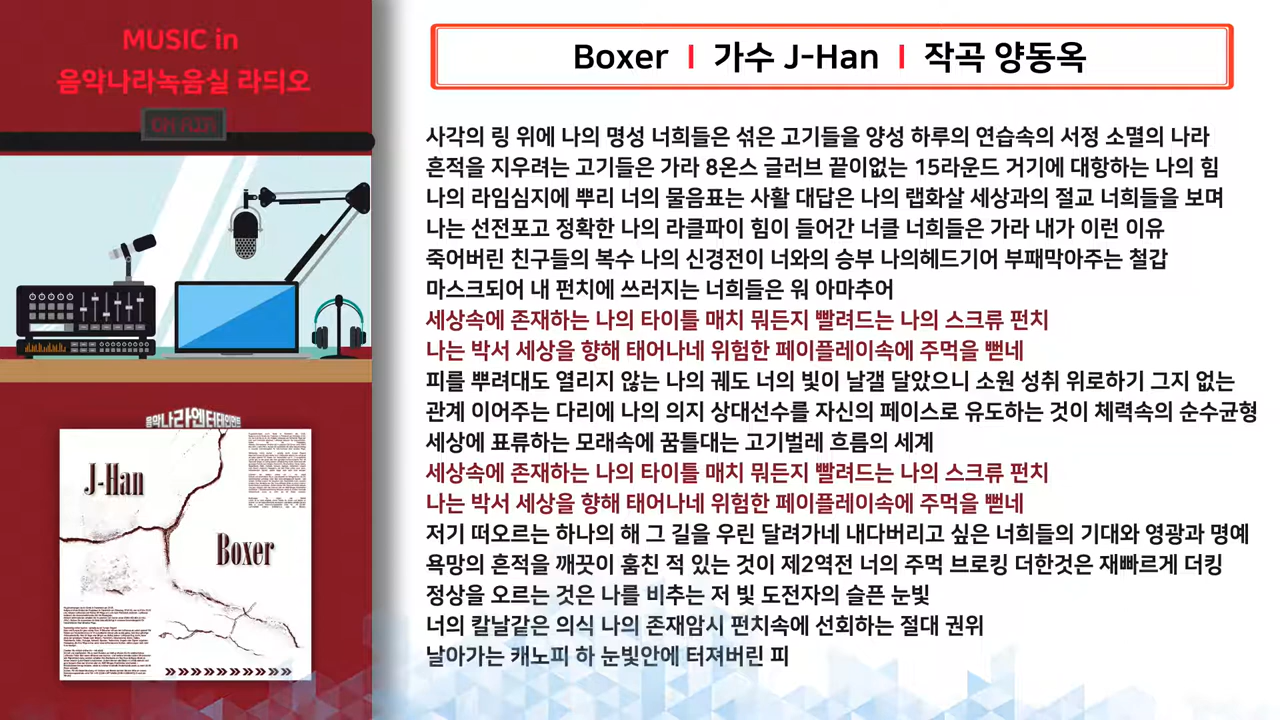 MUSIC in
음악나라녹음실 라듸오
ON AIR
음악나라엔터테인먼트
J-Han
Boxer
Boxer | 가수 J-Han | 작곡 양동옥
사각의 링 위에 나의 명성 너희들은 섞은 고기들을 양성 하루의 연습속의 서정 소멸의 나라
흔적을 지우려는 고기들은 가라 8온스 글러브 끝이없는 15라운드 거기에 대항하는 나의 힘
나의 라임심지에 뿌리 너의 물음표는 사활 대답은 나의 랩화살 세상과의 절교 너희들을 보며
나는 선전포고 정확한 나의 라클파이 힘이 들어간 너클 너희들은 가라 내가 이런 이유
죽어버린 친구들의 복수 나의 신경전이 너와의 승부 나의헤드기어 부패막아주는 철갑
마스크되어 내 펀치에 쓰러지는 너희들은 워 아마추어
세상속에 존재하는 나의 타이틀 매치 뭐든지 빨려드는 나의 스크류 펀치
나는 박서 세상을 향해 태어나네 위험한 페이플레이속에 주먹을 뻗네
피를 뿌려대도 열리지 않는 나의 궤도 너의 빛이 날갤 달았으니 소원 성취 위로하기 그지 없는
관계 이어주는 다리에 나의 의지 상대선수를 자신의 페이스로 유도하는 것이 체력속의 순수균형
세상에 표류하는 모래속에 꿈틀대는 고기벌레 흐름의 세계
세상속에 존재하는 나의 타이틀 매치 뭐든지 빨려드는 나의 스크류 펀치
나는 박서 세상을 향해 태어나네 위험한 페이플레이속에 주먹을 뻗네
저기 떠오르는 하나의 해 그 길을 우린 달려가네 내다버리고 싶은 너희들의 기대와 영광과 명예
욕망의 흔적을 깨끗이 훔친 적 있는 것이 제2역전 너의 주먹 브로킹 더한것은 재빠르게 더킹
정상을 오르는 것은 나를 비추는 저 빛 도전자의 슬픈 눈빛
너의 칼날같은 의식 나의 존재암시 펀치속에 선회하는 절대 권위
날아가는 캐노피 하 눈빛안에 터져버린 피